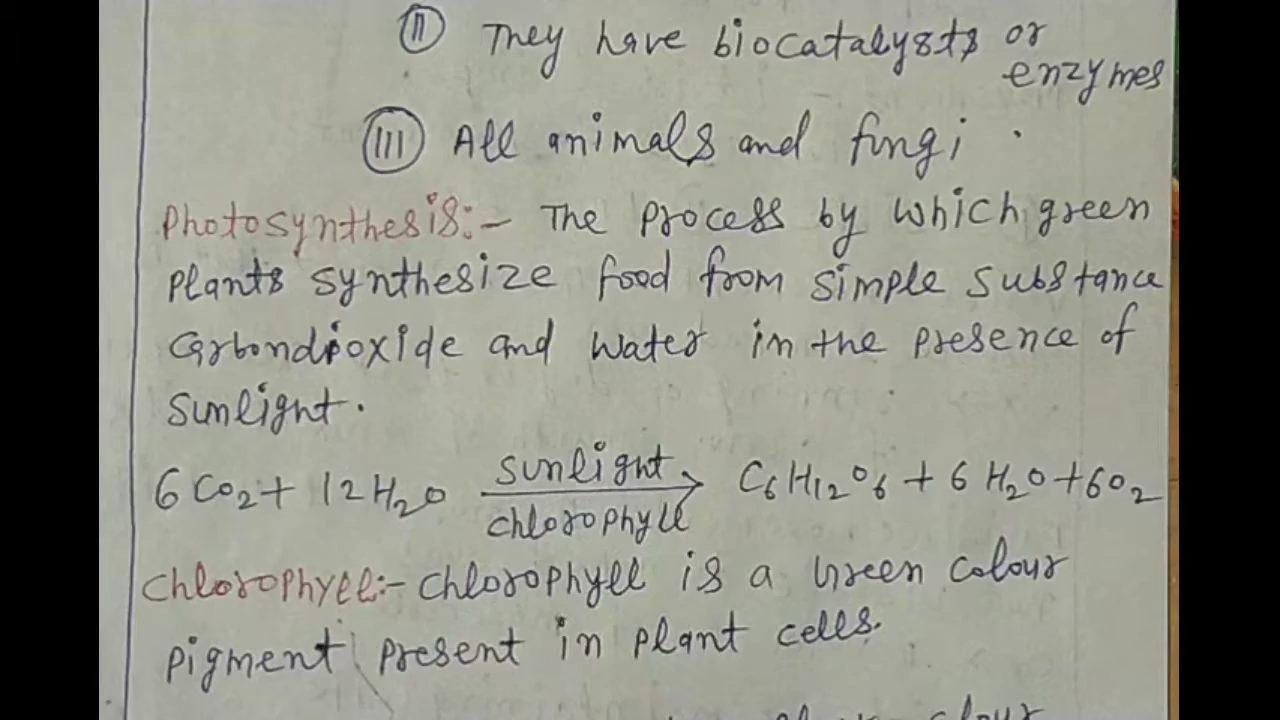 (II) They have biocatalysts or
enzymes
(III) All animals and fungi.
Photosynthesis:- The process by which green
plants synthesize food from simple substance
Carbondioxide and water in the presence of
sunlight.
6CO2 + 12H2O sunlight → C6H12O6 + 6H2O + 6O2
chlorophyll
Chlorophyll:- Chlorophyll is a Green colour
pigment present in plant cells.
colour